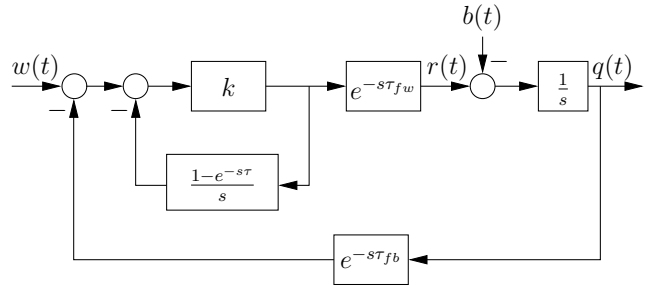 b(t)
w(t)
−
−
k
e^{−sτ_{fw}}
r(t)
−
1/s
q(t)
(1−e^{−sτ})/s
e^{−sτ_{fb}}